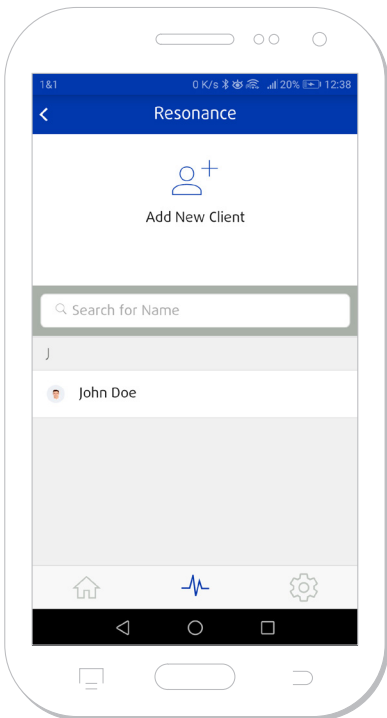 1&1 0 K/s 20% 12:38
Resonance
Add New Client
Search for Name
J
John Doe